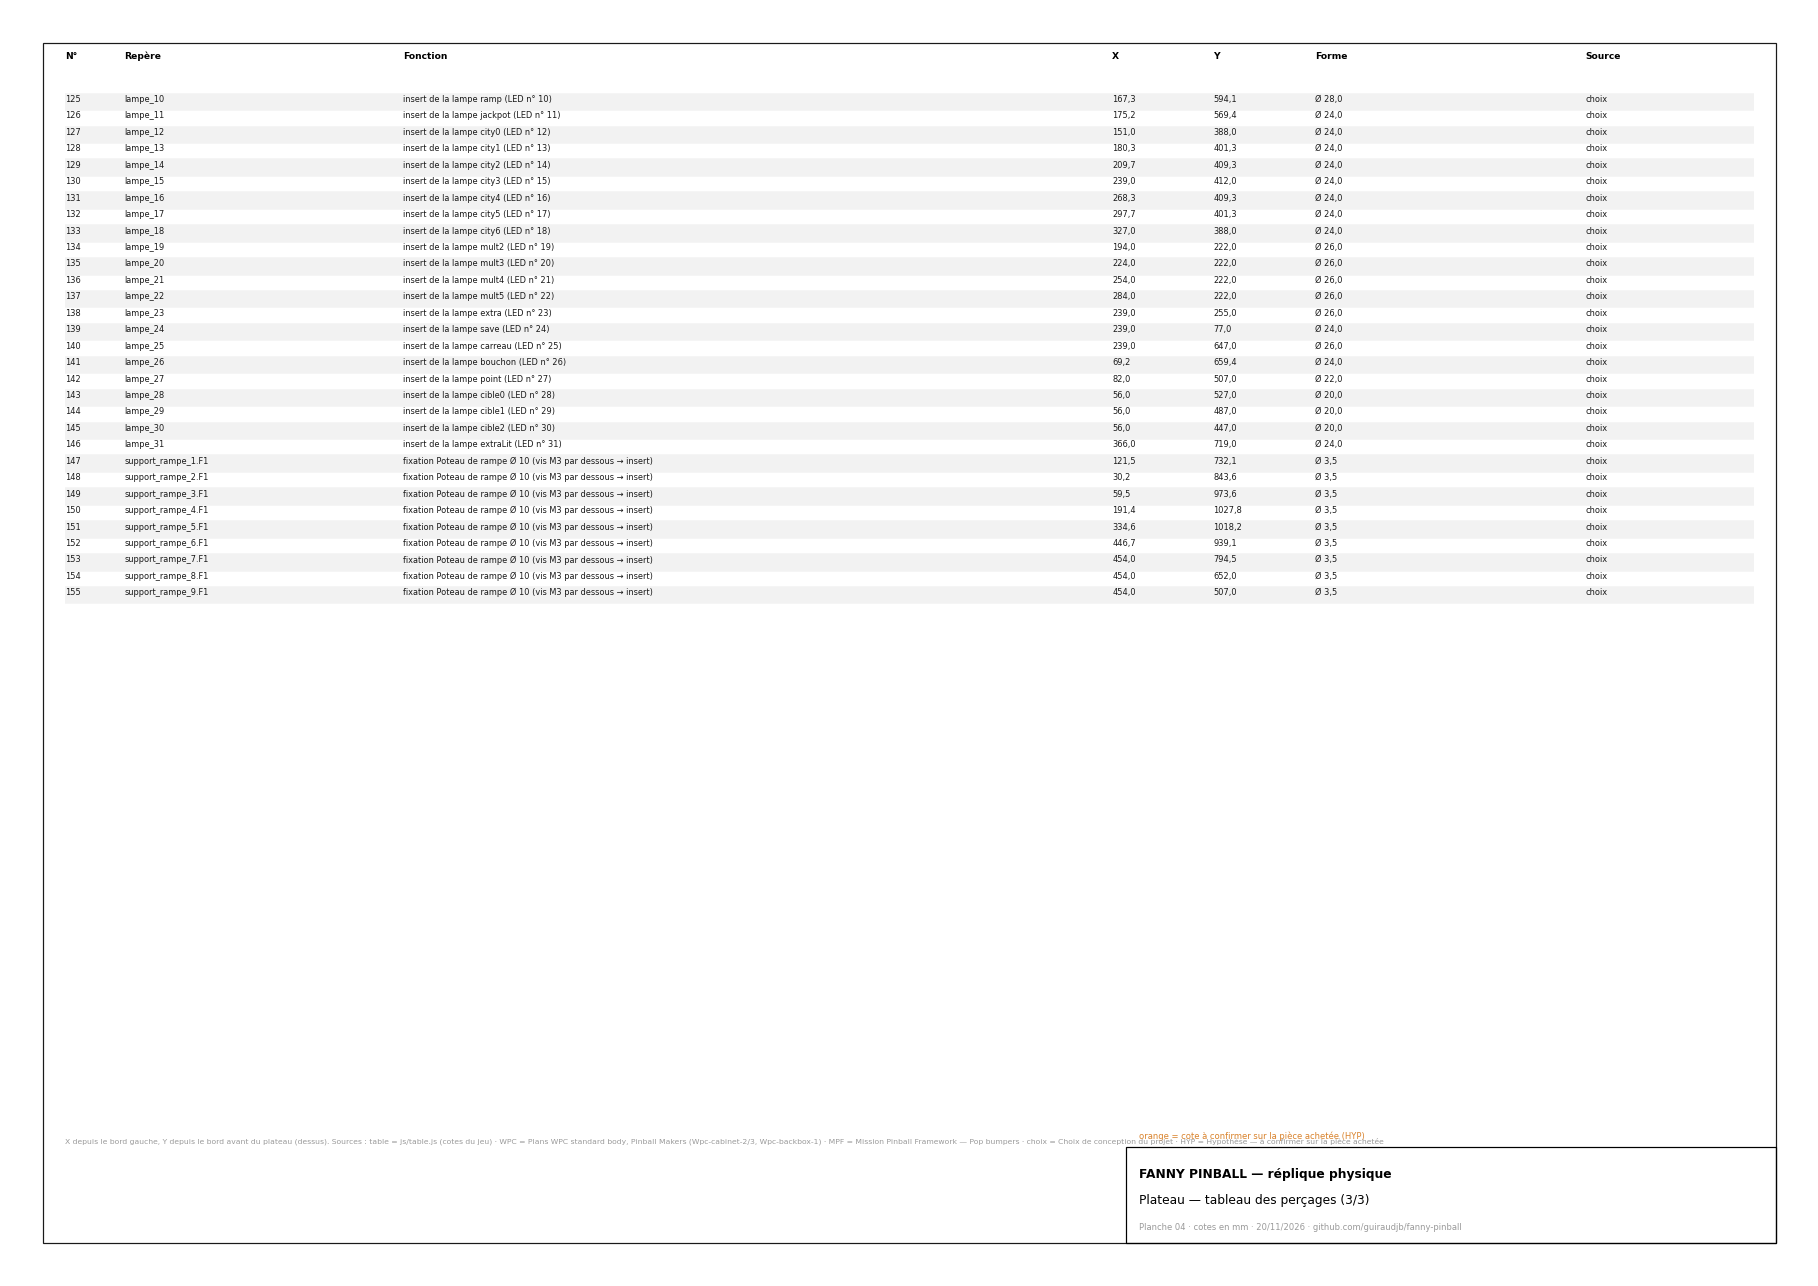 N° Repère Fonction X Y Forme Source
125 lampe_10 insert de la lampe ramp (LED n° 10) 167,3 594,1 Ø 28,0 choix
126 lampe_11 insert de la lampe jackpot (LED n° 11) 175,2 569,4 Ø 24,0 choix
127 lampe_12 insert de la lampe city0 (LED n° 12) 151,0 388,0 Ø 24,0 choix
128 lampe_13 insert de la lampe city1 (LED n° 13) 180,3 401,3 Ø 24,0 choix
129 lampe_14 insert de la lampe city2 (LED n° 14) 209,7 409,3 Ø 24,0 choix
130 lampe_15 insert de la lampe city3 (LED n° 15) 239,0 412,0 Ø 24,0 choix
131 lampe_16 insert de la lampe city4 (LED n° 16) 268,3 409,3 Ø 24,0 choix
132 lampe_17 insert de la lampe city5 (LED n° 17) 297,7 401,3 Ø 24,0 choix
133 lampe_18 insert de la lampe city6 (LED n° 18) 327,0 388,0 Ø 24,0 choix
134 lampe_19 insert de la lampe mult2 (LED n° 19) 194,0 222,0 Ø 26,0 choix
135 lampe_20 insert de la lampe mult3 (LED n° 20) 224,0 222,0 Ø 26,0 choix
136 lampe_21 insert de la lampe mult4 (LED n° 21) 254,0 222,0 Ø 26,0 choix
137 lampe_22 insert de la lampe mult5 (LED n° 22) 284,0 222,0 Ø 26,0 choix
138 lampe_23 insert de la lampe extra (LED n° 23) 239,0 255,0 Ø 26,0 choix
139 lampe_24 insert de la lampe save (LED n° 24) 239,0 77,0 Ø 24,0 choix
140 lampe_25 insert de la lampe carreau (LED n° 25) 239,0 647,0 Ø 26,0 choix
141 lampe_26 insert de la lampe bouchon (LED n° 26) 69,2 659,4 Ø 24,0 choix
142 lampe_27 insert de la lampe point (LED n° 27) 82,0 507,0 Ø 22,0 choix
143 lampe_28 insert de la lampe cible0 (LED n° 28) 56,0 527,0 Ø 20,0 choix
144 lampe_29 insert de la lampe cible1 (LED n° 29) 56,0 487,0 Ø 20,0 choix
145 lampe_30 insert de la lampe cible2 (LED n° 30) 56,0 447,0 Ø 20,0 choix
146 lampe_31 insert de la lampe extraLit (LED n° 31) 366,0 719,0 Ø 24,0 choix
147 support_rampe_1.F1 fixation Poteau de rampe Ø 10 (vis M3 par dessous → insert) 121,5 732,1 Ø 3,5 choix
148 support_rampe_2.F1 fixation Poteau de rampe Ø 10 (vis M3 par dessous → insert) 30,2 843,6 Ø 3,5 choix
149 support_rampe_3.F1 fixation Poteau de rampe Ø 10 (vis M3 par dessous → insert) 59,5 973,6 Ø 3,5 choix
150 support_rampe_4.F1 fixation Poteau de rampe Ø 10 (vis M3 par dessous → insert) 191,4 1027,8 Ø 3,5 choix
151 support_rampe_5.F1 fixation Poteau de rampe Ø 10 (vis M3 par dessous → insert) 334,6 1018,2 Ø 3,5 choix
152 support_rampe_6.F1 fixation Poteau de rampe Ø 10 (vis M3 par dessous → insert) 446,7 939,1 Ø 3,5 choix
153 support_rampe_7.F1 fixation Poteau de rampe Ø 10 (vis M3 par dessous → insert) 454,0 794,5 Ø 3,5 choix
154 support_rampe_8.F1 fixation Poteau de rampe Ø 10 (vis M3 par dessous → insert) 454,0 652,0 Ø 3,5 choix
155 support_rampe_9.F1 fixation Poteau de rampe Ø 10 (vis M3 par dessous → insert) 454,0 507,0 Ø 3,5 choix
orange = cote à confirmer sur la pièce achetée (HYP)
X depuis le bord gauche, Y depuis le bord avant du plateau (dessus). Sources : table = js/table.js (cotes du jeu) · WPC = Plans WPC standard body, Pinball Makers (Wpc-cabinet-2/3, Wpc-backbox-1) · MPF = Mission Pinball Framework — Pop bumpers · choix = Choix de conception du projet · HYP = Hypothèse — à confirmer sur la pièce achetée
FANNY PINBALL — réplique physique
Plateau — tableau des perçages (3/3)
Planche 04 · cotes en mm · 20/11/2026 · github.com/guiraudjb/fanny-pinball